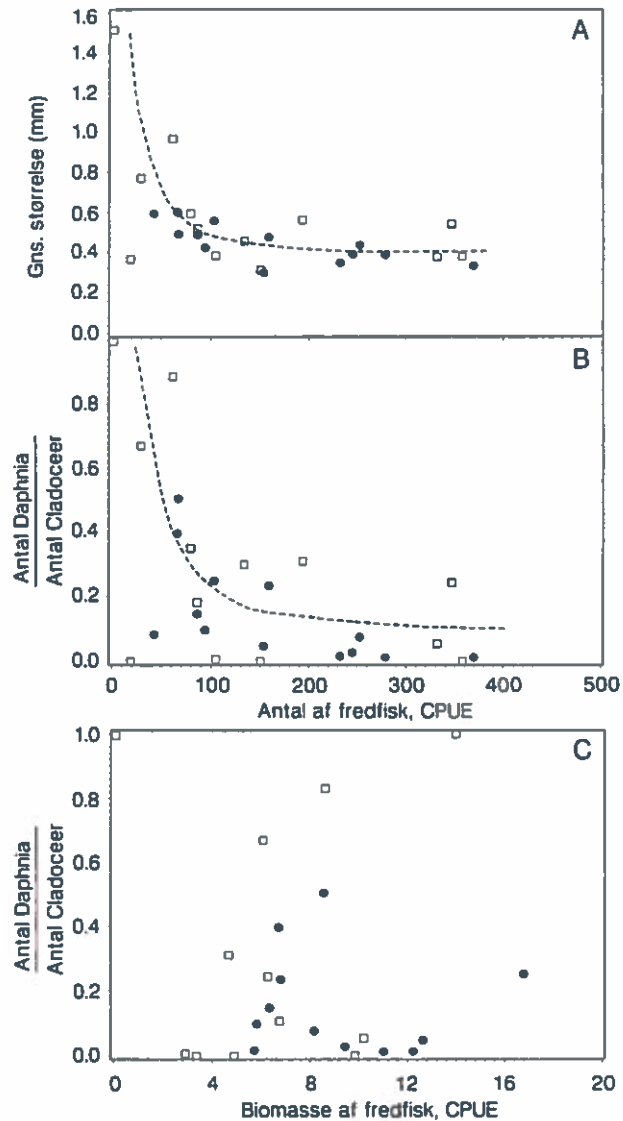 A
Gns. størrelse (mm)
1.6
1.4
1.2
1.0
0.8
0.6
0.4
0.2
0.0
B
Antal Daphnia
Antal Cladoceer
0.8
0.6
0.4
0.2
0.0
0 100 200 300 400 500
Antal af fredfisk, CPUE
C
Antal Daphnia
Antal Cladoceer
1.0
0.8
0.6
0.4
0.2
0.0
0 4 8 12 16 20
Biomasse af fredfisk, CPUE